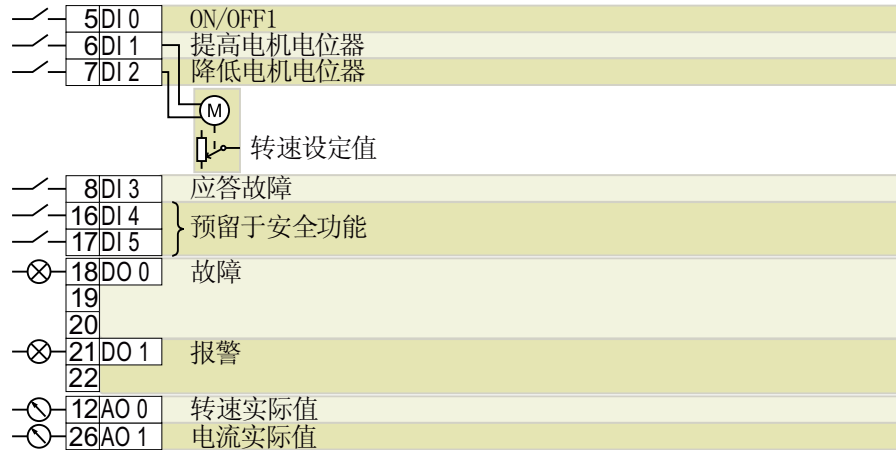 5 DI 0 ON/OFF1
6 DI 1 提高电机电位器
7 DI 2 降低电机电位器
M
转速设定值
8 DI 3 应答故障
16 DI 4
预留于安全功能
17 DI 5
18 DO 0 故障
19
20
21 DO 1 报警
22
12 AO 0 转速实际值
26 AO 1 电流实际值